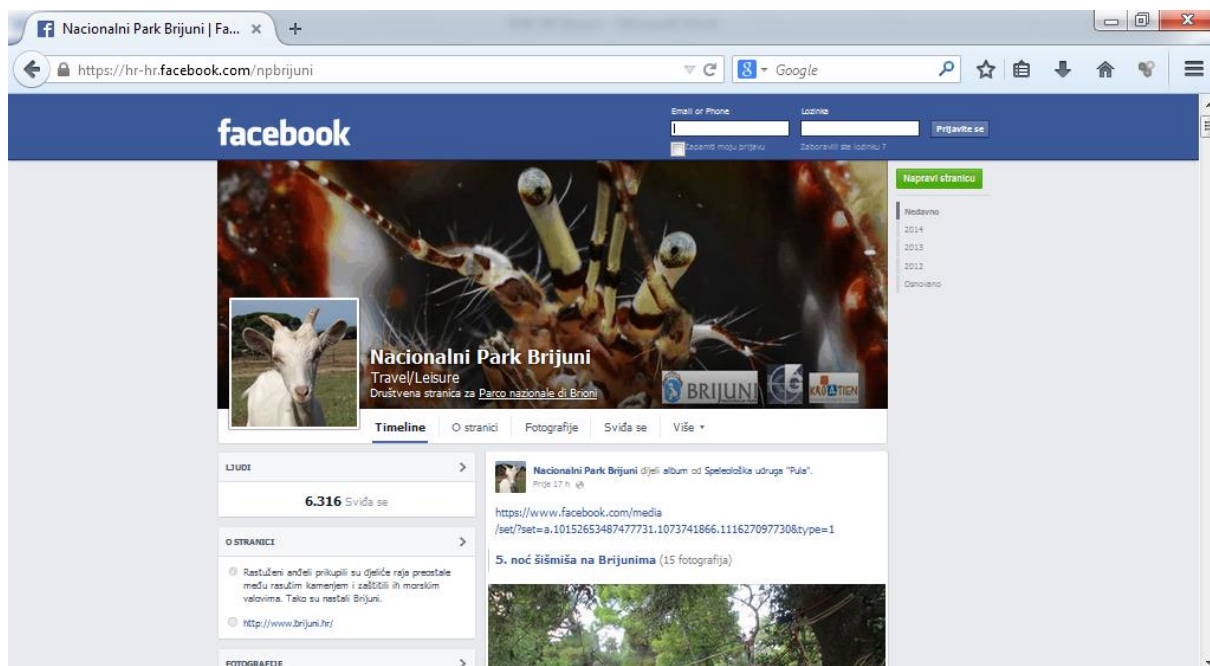 Nacionalni Park Brijuni | Fa...
https://hr-hr.facebook.com/npbrijuni
Google
facebook
Email or Phone
Lozinka
Prijavite se
Zapamti moju prijavu
Zaboravili ste lozinku ?
Napravi stranicu
Nedavno
2014
2013
2012
Osnovano
Nacionalni Park Brijuni
Travel/Leisure
Društvena stranica za Parco nazionale di Brioni
BRIJUNI
KROATIEN
Timeline
O stranici
Fotografije
Sviđa se
Više
LJUDI
6.316 Sviđa se
O STRANICI
Rastuženi anđeli prikupili su djeliće raja preostale
među rasutim kamenjem i zaštitili ih morskim
valovima. Tako su nastali Brijuni.
http://www.brijuni.hr/
FOTOGRAFIJE
Nacionalni Park Brijuni dijeli album od Speleološka udruga "Pula".
Prije 17 h
https://www.facebook.com/media
/set/?set=a.10152653487477731.1073741866.111627097730&type=1
5. noć šišmiša na Brijunima (15 fotografija)